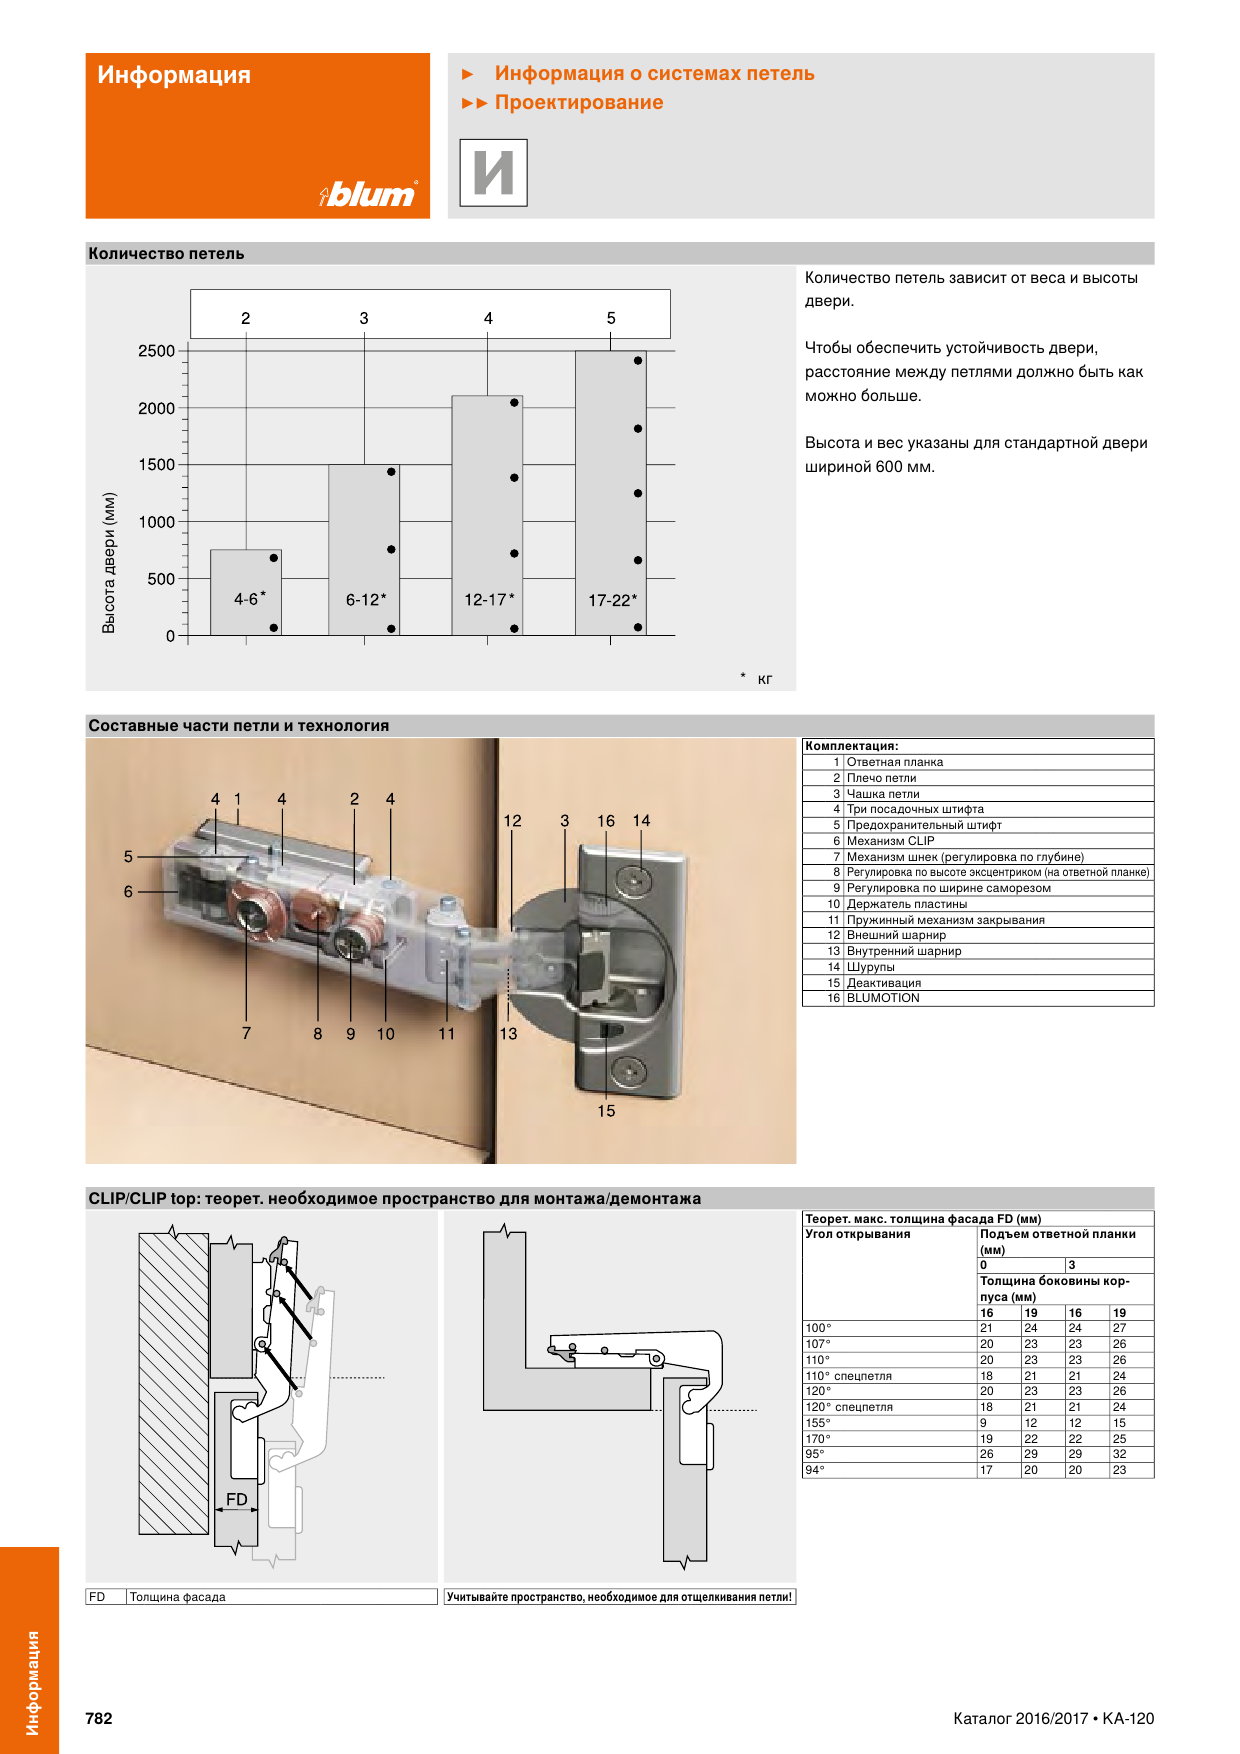 Информация
blum
► Информация о системах петель
►► Проектирование
И
Количество петель
2 3 4 5
2500
2000
1500
1000
500
0
Высота двери (мм)
4-6* 6-12* 12-17* 17-22*
* кг
Количество петель зависит от веса и высоты
двери.
Чтобы обеспечить устойчивость двери,
расстояние между петлями должно быть как
можно больше.
Высота и вес указаны для стандартной двери
шириной 600 мм.
Составные части петли и технология
4 1 4 2 4
12 3 16 14
5
6
7 8 9 10 11 13
15
Комплектация:
1 Ответная планка
2 Плечо петли
3 Чашка петли
4 Три посадочных штифта
5 Предохранительный штифт
6 Механизм CLIP
7 Механизм шнек (регулировка по глубине)
8 Регулировка по высоте эксцентриком (на ответной планке)
9 Регулировка по ширине саморезом
10 Держатель пластины
11 Пружинный механизм закрывания
12 Внешний шарнир
13 Внутренний шарнир
14 Шурупы
15 Деактивация
16 BLUMOTION
CLIP/CLIP top: теорет. необходимое пространство для монтажа/демонтажа
FD
FD Толщина фасада
Учитывайте пространство, необходимое для отщелкивания петли!
Теорет. макс. толщина фасада FD (мм)
Угол открывания Подъем ответной планки
(мм)
0 3
Толщина боковины кор-
пуса (мм)
16 19 16 19
100° 21 24 24 27
107° 20 23 23 26
110° 20 23 23 26
110° спецпетля 18 21 21 24
120° 20 23 23 26
120° спецпетля 18 21 21 24
155° 9 12 12 15
170° 19 22 22 25
95° 26 29 29 32
94° 17 20 20 23
Информация
782
Каталог 2016/2017 • KA-120